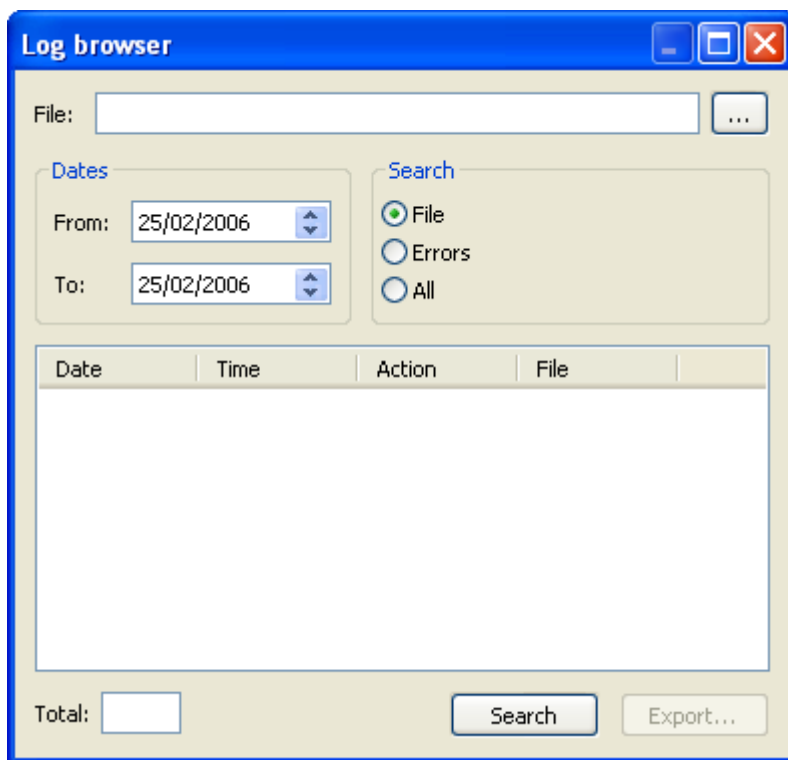 Log browser
File: ...
Dates Search
From: 25/02/2006 File
Errors
To: 25/02/2006 All
Date Time Action File
Total: Search Export...